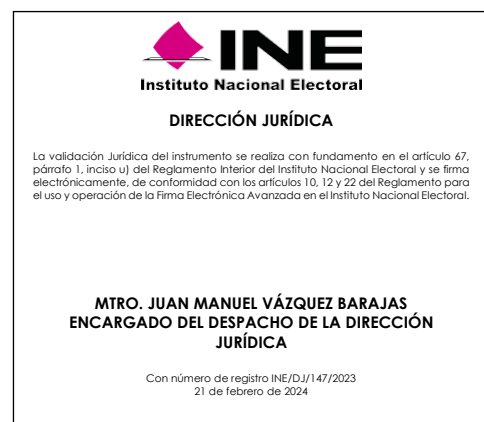 INE
Instituto Nacional Electoral
DIRECCIÓN JURÍDICA
La validación Jurídica del instrumento se realiza con fundamento en el artículo 67,
párrafo 1, inciso u) del Reglamento Interior del Instituto Nacional Electoral y se firma
electrónicamente, de conformidad con los artículos 10, 12 y 22 del Reglamento para
el uso y operación de la Firma Electrónica Avanzada en el Instituto Nacional Electoral.
MTRO. JUAN MANUEL VÁZQUEZ BARAJAS
ENCARGADO DEL DESPACHO DE LA DIRECCIÓN
JURÍDICA
Con número de registro INE/DJ/147/2023
21 de febrero de 2024